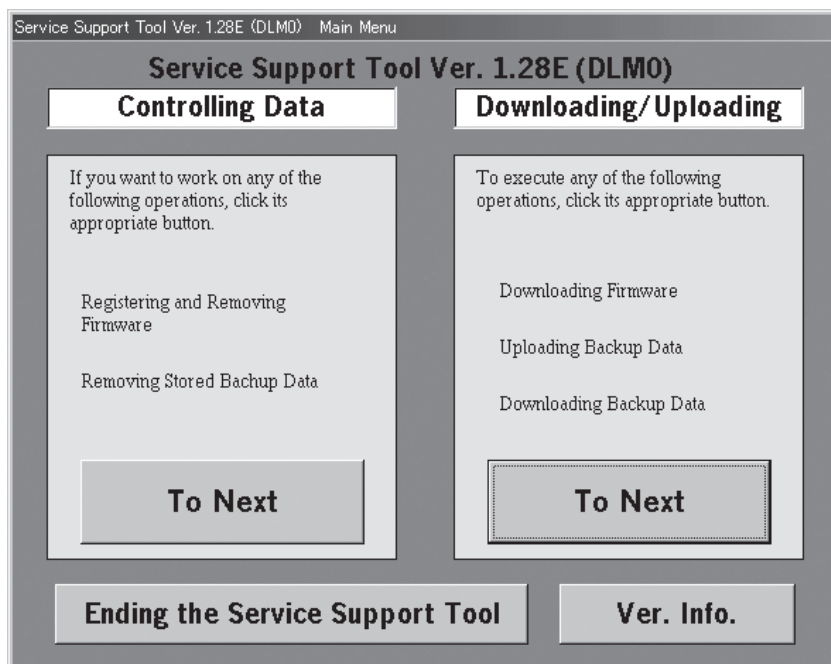 Service Support Tool Ver. 1.28E (DLM0) Main Menu
Service Support Tool Ver. 1.28E (DLM0)
Controlling Data
If you want to work on any of the
following operations, click its
appropriate button.
Registering and Removing
Firmware
Removing Stored Bachup Data
To Next
Downloading/Uploading
To execute any of the following
operations, click its appropriate button.
Downloading Firmware
Uploading Backup Data
Downloading Backup Data
To Next
Ending the Service Support Tool
Ver. Info.